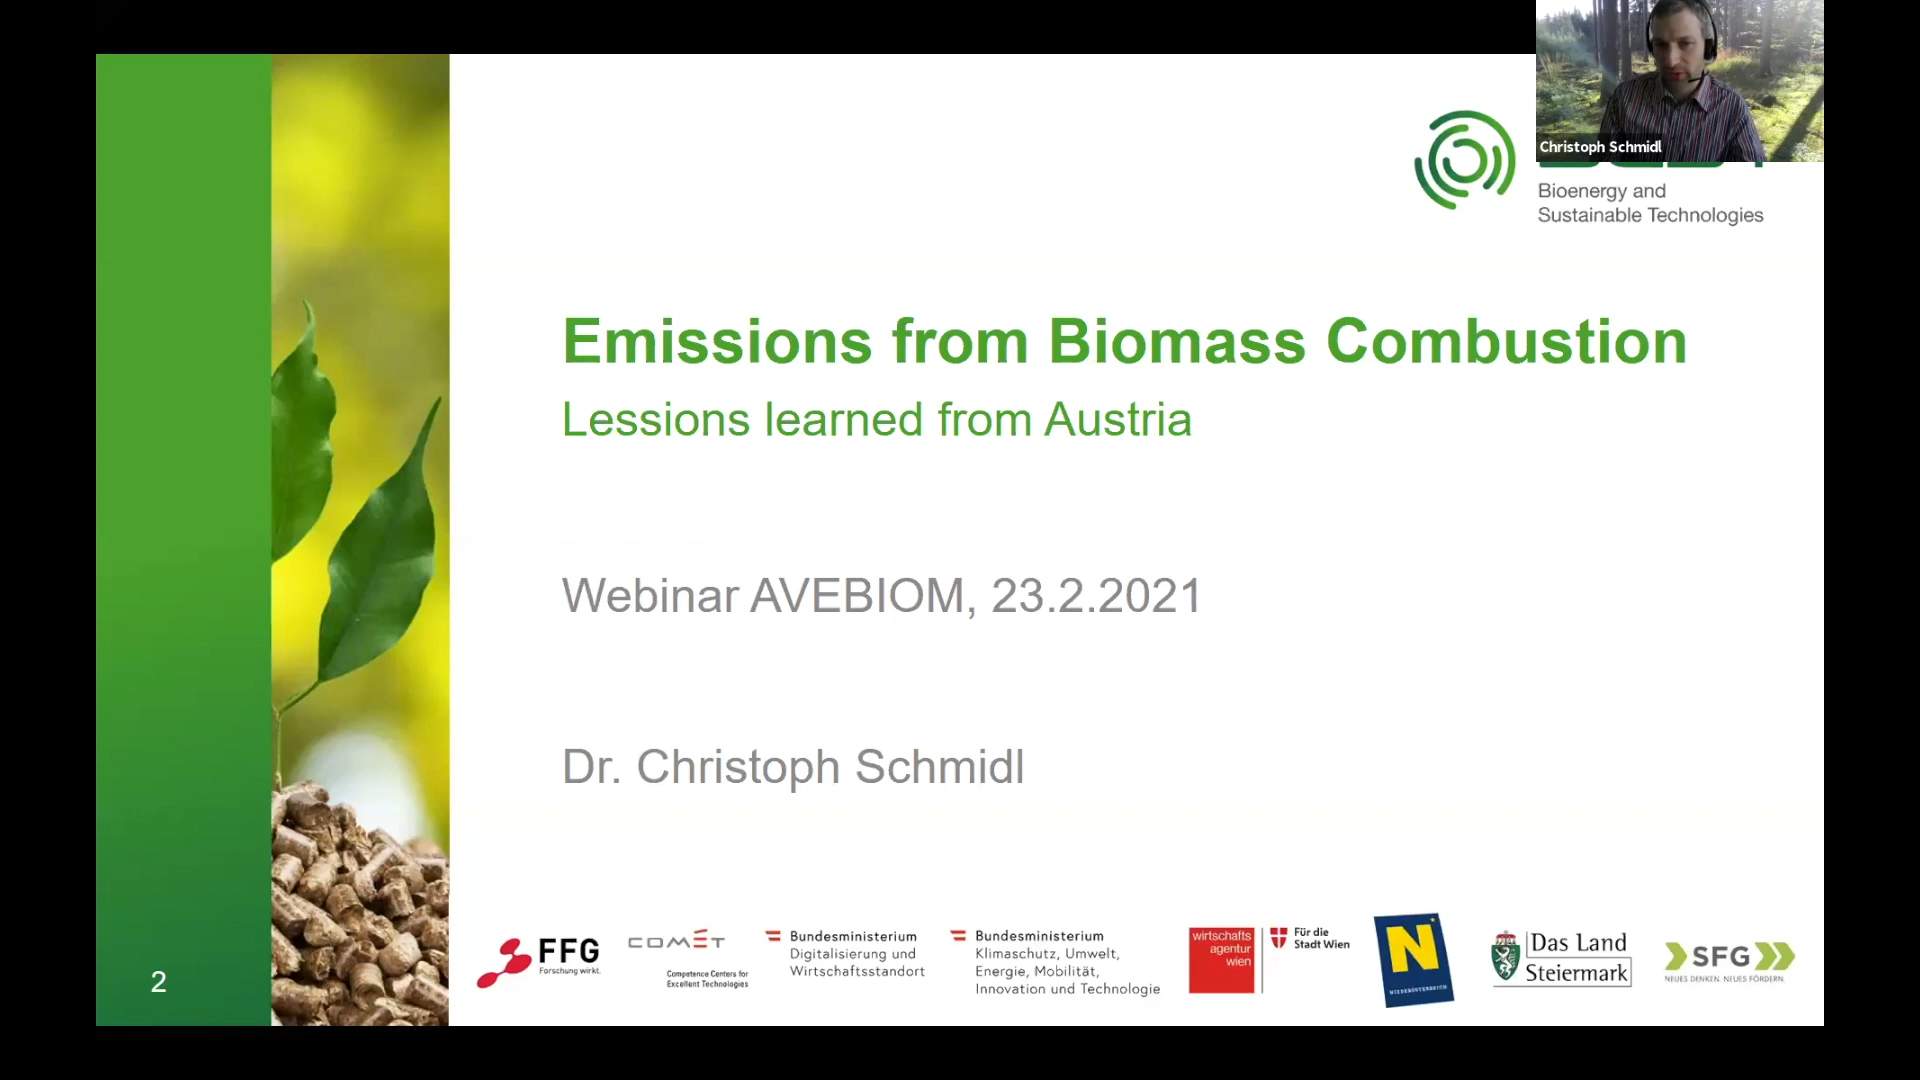 Christoph Schmidl
Bioenergy and
Sustainable Technologies
Emissions from Biomass Combustion
Lessions learned from Austria
Webinar AVEBIOM, 23.2.2021
Dr. Christoph Schmidl
2
FFG
Forschung wirkt.
COMET
Competence Centers for
Excellent Technologies
Bundesministerium
Digitalisierung und
Wirtschaftsstandort
Bundesministerium
Klimaschutz, Umwelt,
Energie, Mobilität,
Innovation und Technologie
wirtschafts
agentur
wien
Für die
Stadt Wien
N
NIEDERÖSTERREICH
Das Land
Steiermark
SFG
NEUES DENKEN. NEUES FÖRDERN.